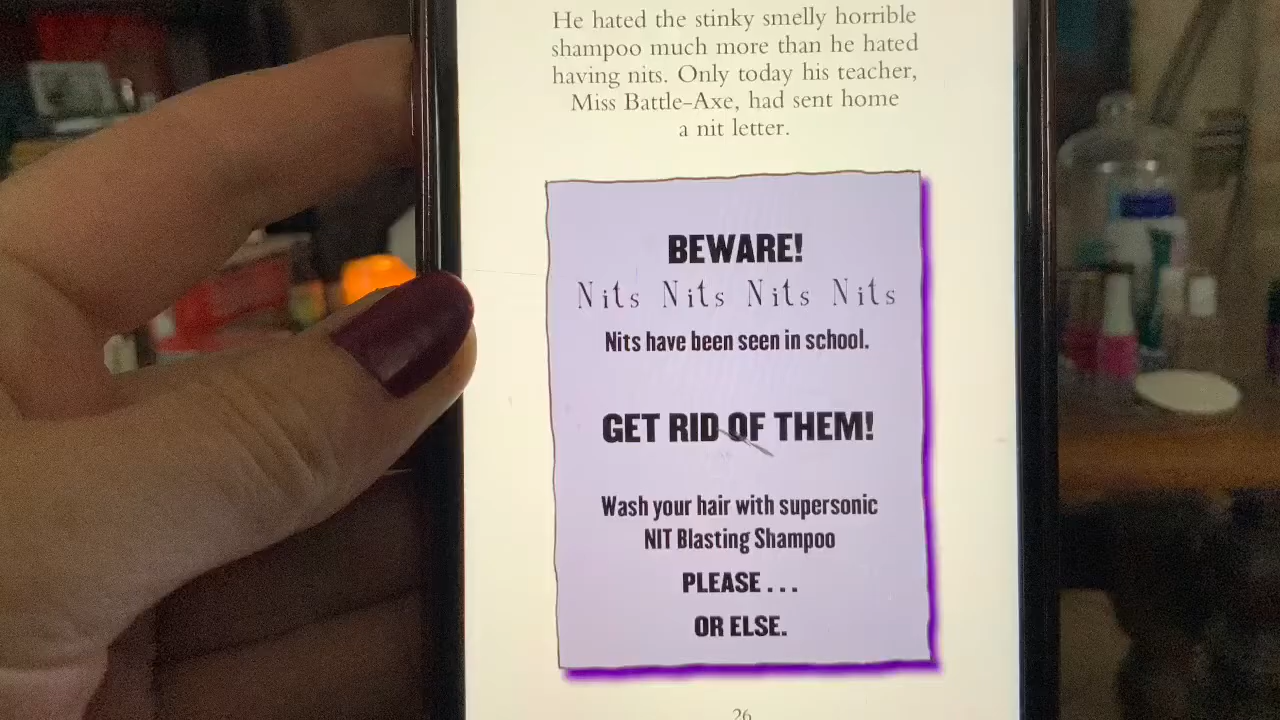 He hated the stinky smelly horrible
shampoo much more than he hated
having nits. Only today his teacher,
Miss Battle-Axe, had sent home
a nit letter.
BEWARE!
Nits Nits Nits Nits
Nits have been seen in school.
GET RID OF THEM!
Wash your hair with supersonic
NIT Blasting Shampoo
PLEASE . . .
OR ELSE.
26